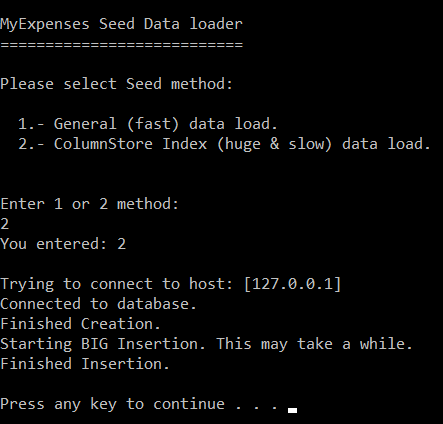 MyExpenses Seed Data loader
===========================
Please select Seed method:
1.- General (fast) data load.
2.- ColumnStore Index (huge & slow) data load.
Enter 1 or 2 method:
2
You entered: 2
Trying to connect to host: [127.0.0.1]
Connected to database.
Finished Creation.
Starting BIG Insertion. This may take a while.
Finished Insertion.
Press any key to continue . . .